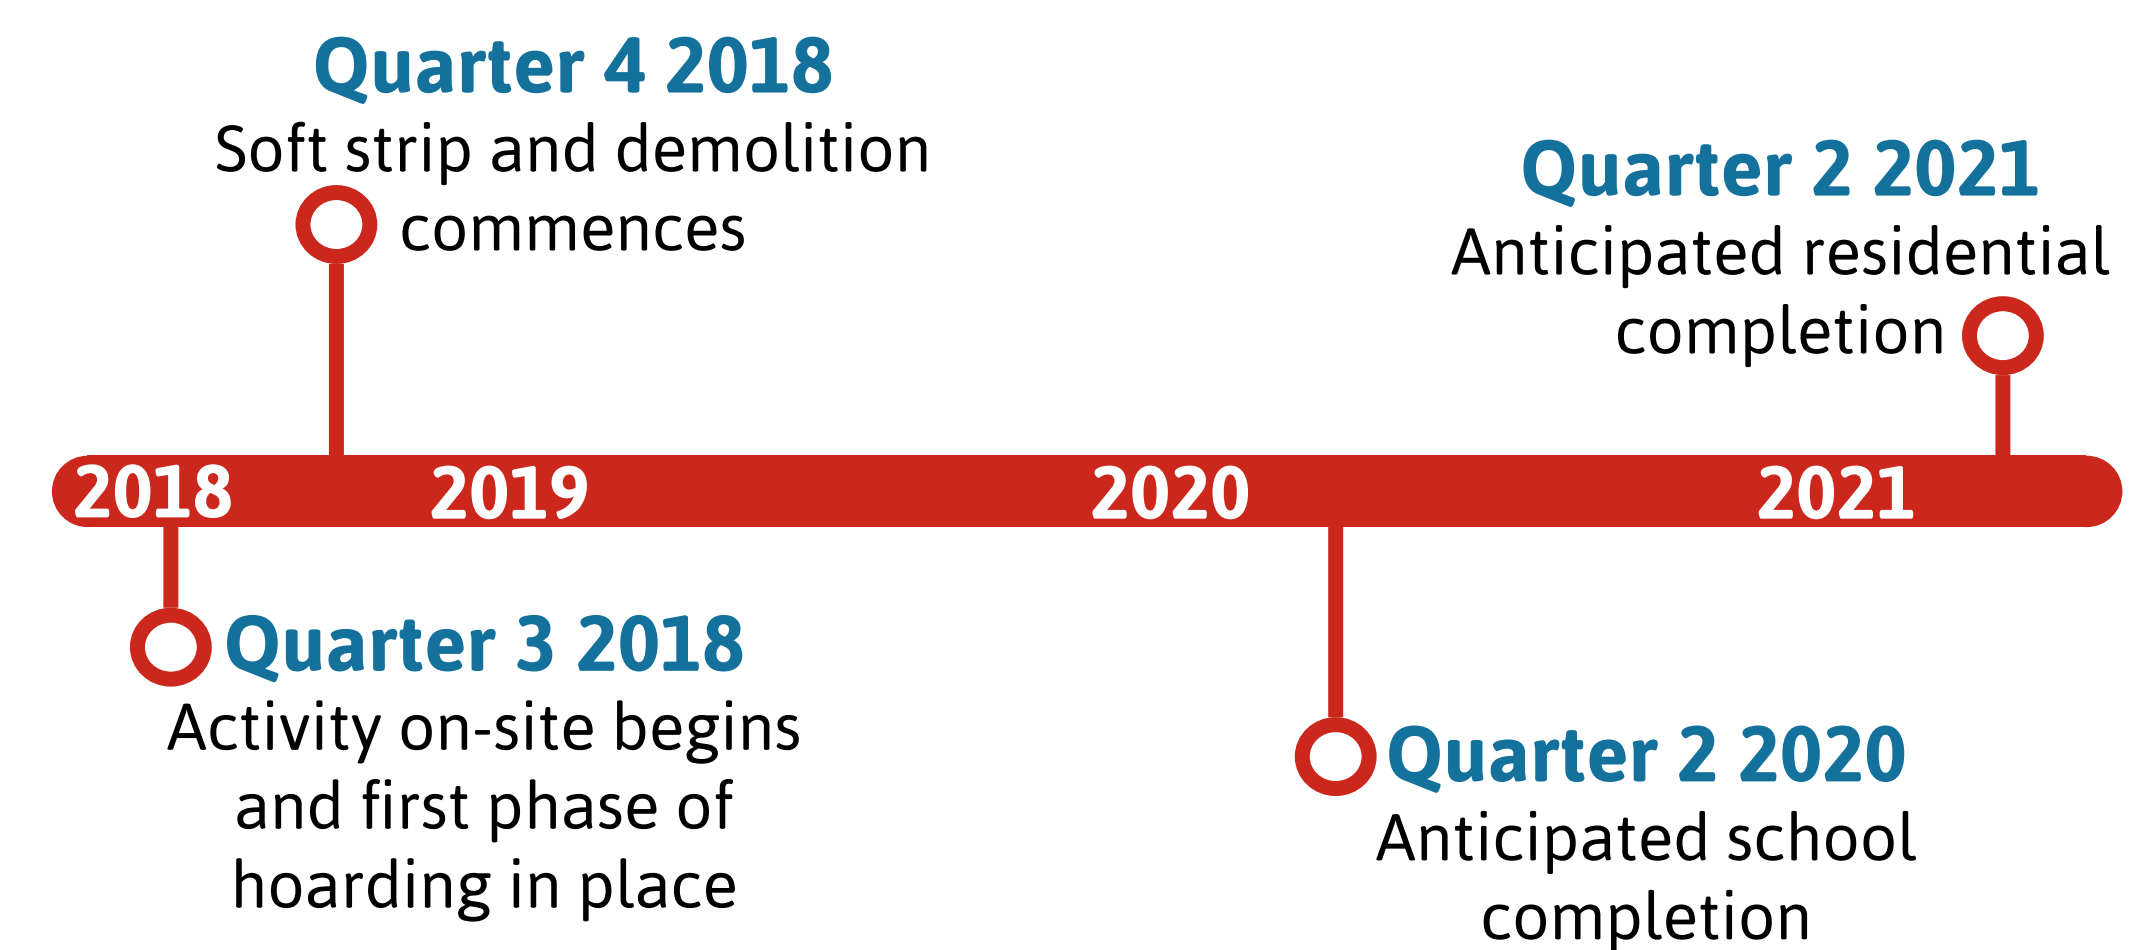 Quarter 4 2018
Soft strip and demolition
commences
Quarter 2 2021
Anticipated residential
completion
2018 2019 2020 2021
Quarter 3 2018
Activity on-site begins
and first phase of
hoarding in place
Quarter 2 2020
Anticipated school
completion